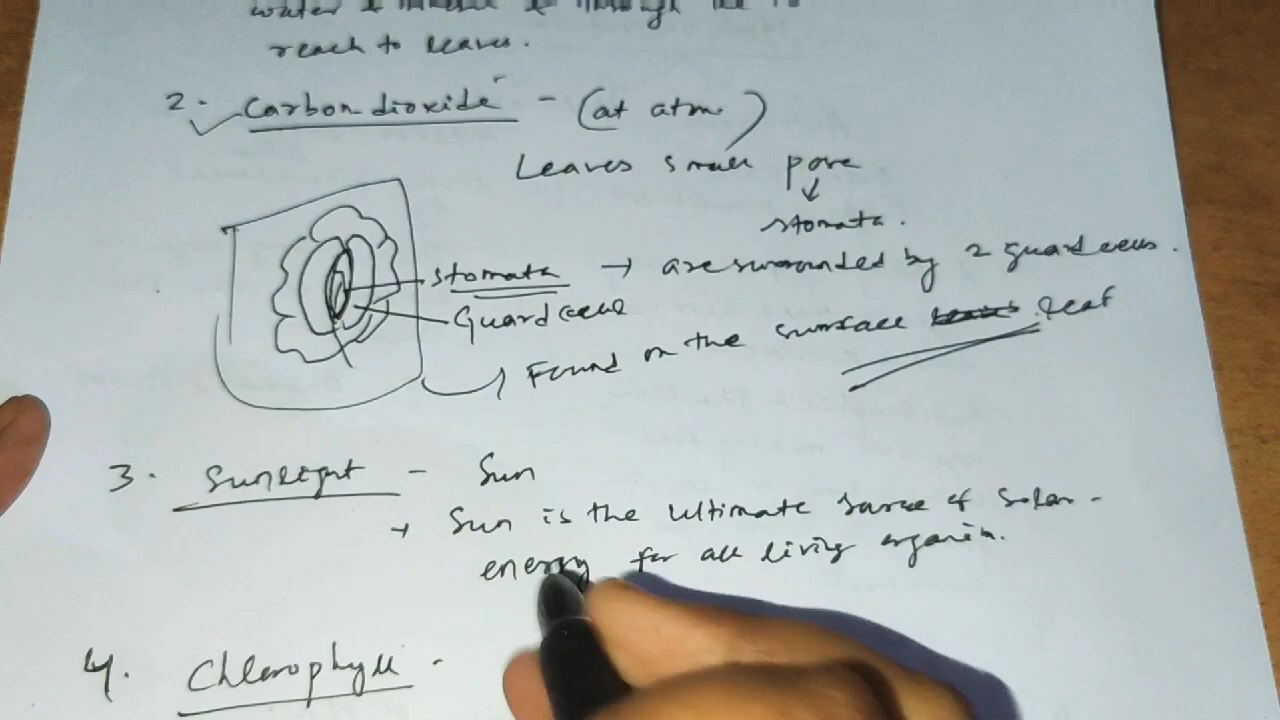 water &
reach to leaves.
2. Carbondioxide - (at atm)
Leaves small pore
↓
stomata.
stomata → are surrounded by 2 guard cells.
Guard cell
Found on the surface leaf
3. Sunlight - Sun
→ Sun is the ultimate source of solar-
energy for all living
4. Chlorophyll -